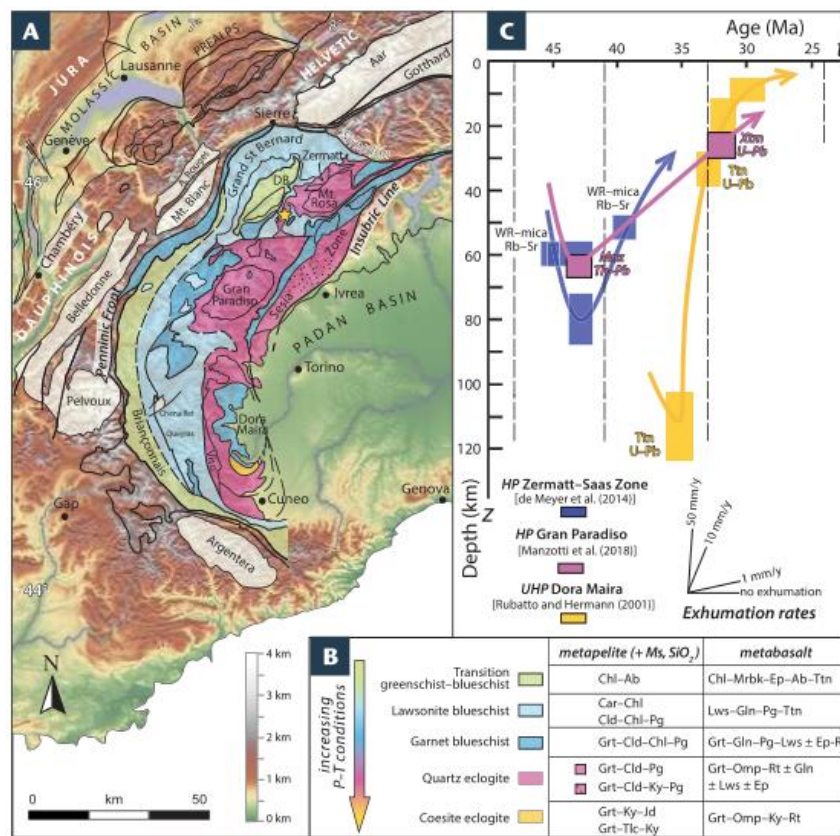 A
JURA
MOLASSIC
BASIN
PREALPS
HELVETIC
Lausanne
Aar
Gotthard
Sierre
Genève
46°
A. Rouges
Mt. Blanc
Grand St Bernard
Zermatt
DB
Mt. Rosa
Insubric Line
Chambéry
DAUPHINOIS
Belledonne
Penninic Front
Gran
Paradiso
Sesia
Zone
Ivrea
PADAN BASIN
Torino
Pelvoux
Briançonnais
Dora
Maira
Viso
Cuneo
Genova
Gap
Argentera
44°
N
4 km
3 km
2 km
1 km
0 km
0
km
50
C
Age (Ma)
45
40
35
30
25
0
20
40
60
80
100
120
Depth (km)
Z
WR–mica
Rb–Sr
WR–mica
Rb–Sr
Mnz
Th–Pb
Xtm
U–Pb
Ttn
U–Pb
Ttn
U–Pb
HP Zermatt–Saas Zone
[de Meyer et al. (2014)]
HP Gran Paradiso
[Manzotti et al. (2018)]
UHP Dora Maira
[Rubatto and Hermann (2001)]
50 mm/y
10 mm/y
1 mm/y
no exhumation
Exhumation rates
B
increasing
P–T conditions
metapelite (+ Ms, SiO₂)
metabasalt
Transition
greenschist–blueschist
Chl–Ab
Chl–Mrbk–Ep–Ab–Ttn
Lawsonite blueschist
Car–Chl
Cld–Chl–Pg
Lws–Gln–Pg–Ttn
Garnet blueschist
Grt–Cld–Chl–Pg
Grt–Gln–Pg–Lws ± Ep-R
Quartz eclogite
Grt–Cld–Pg
Grt–Cld–Ky–Pg
Grt–Omp–Rt ± Gln
± Lws ± Ep
Coesite eclogite
Grt–Ky–Jd
Grt–Tlc–Ky
Grt–Omp–Ky–Rt